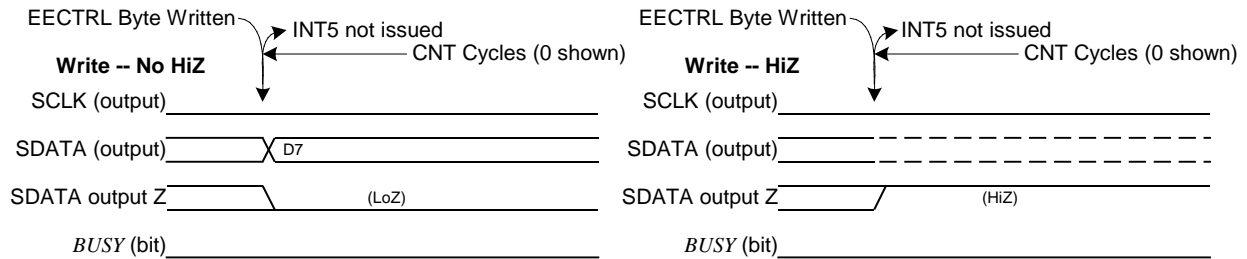 EECTRL Byte Written
INT5 not issued
CNT Cycles (0 shown)
Write -- No HiZ
SCLK (output)
SDATA (output)
D7
SDATA output Z
(LoZ)
BUSY (bit)
EECTRL Byte Written
INT5 not issued
CNT Cycles (0 shown)
Write -- HiZ
SCLK (output)
SDATA (output)
SDATA output Z
(HiZ)
BUSY (bit)